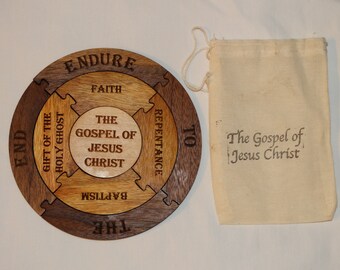 ENDURE
TO
THE
END
FAITH
REPENTANCE
BAPTISM
GIFT OF THE
HOLY GHOST
THE
GOSPEL OF
JESUS
CHRIST
The Gospel of
Jesus Christ